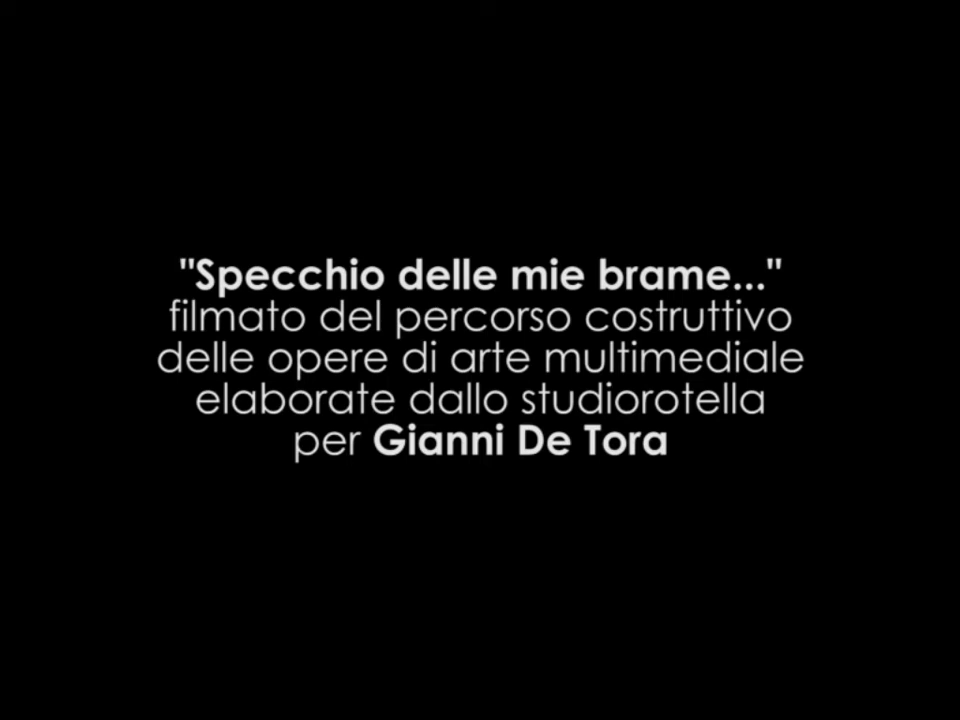 "Specchio delle mie brame..."
filmato del percorso costruttivo
delle opere di arte multimediale
elaborate dallo studiorotella
per Gianni De Tora